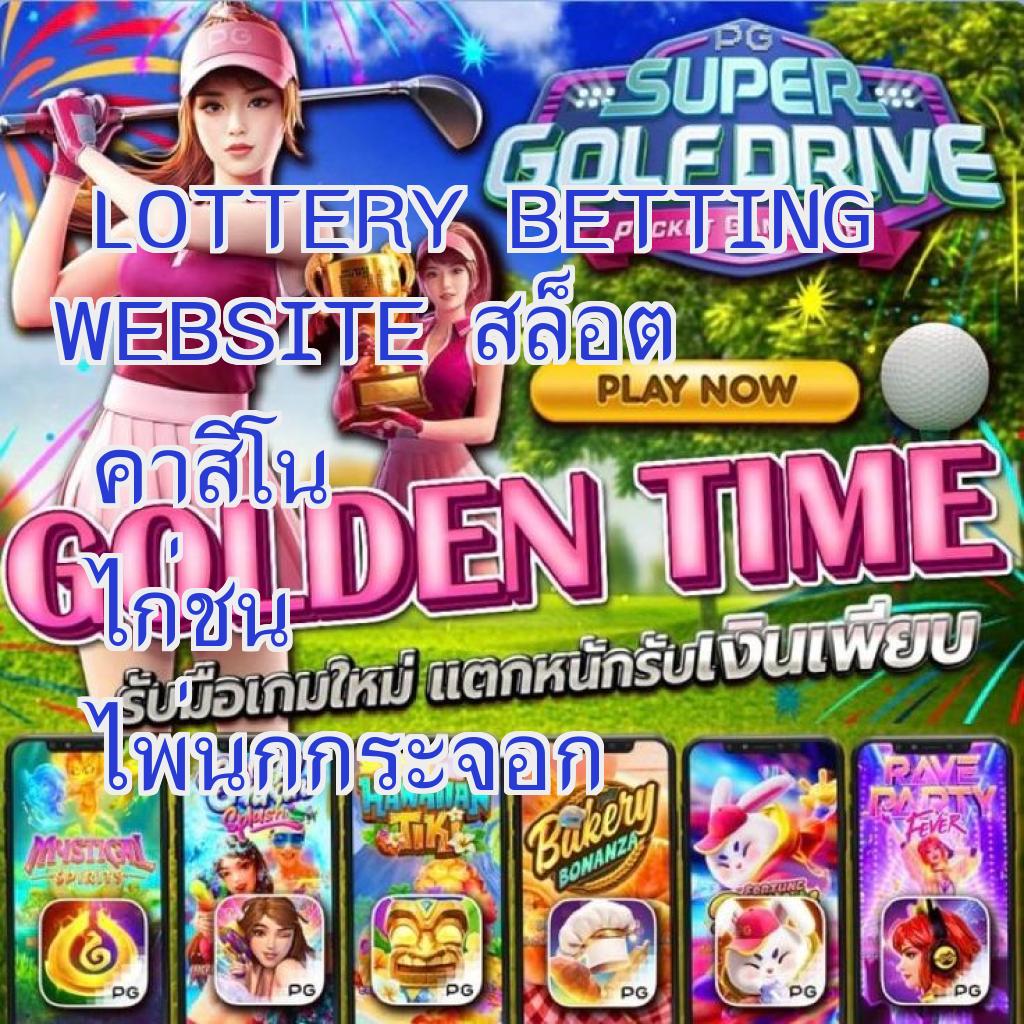 PG
PG
SUPER
GOLF DRIVE
LOTTERY BETTING
WEBSITE สล็อต
PLAY NOW
คาสิโน
GOLDEN TIME
ไก่ชน
รับมือเกมใหม่ แตกหนักรับเงินเพียบ
ไพ่นกกระจอก
MYSTICAL
SPIRITS
Splash
HAWAIIAN
TIKI
Bakery
BONANZA
FORTUNE
RAVE
PARTY
FEVER
PG
PG
PG
PG
PG
PG